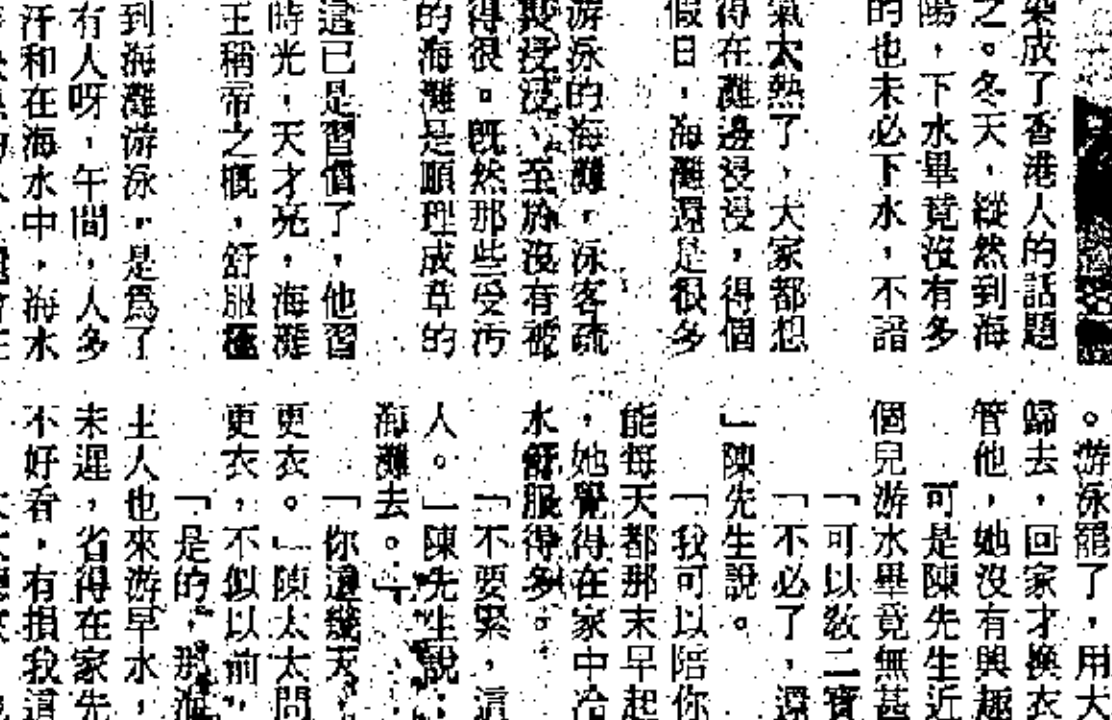 染成了香港人的話題
之。冬天，縱然到海
陽，下水畢竟沒有多
的也未必下水，不諳
氣太熱了，大家都想
得在灘邊浸浸，得個
假日，海灘還是很多
游泳的海灘，泳客疏
浸浸，至於沒有被
得很。既然那些受污
的海灘是順理成章的
這已是習慣了，他習
時光，天才亮，海灘
王稱帝之概，舒服極
到海灘游泳，是為了
有人呀，午間，人多
汗和在海水中，海水
。游泳罷了，用大
歸去，回家才換衣
管他，她沒有興趣
可是陳先生近
個兒游水畢竟無甚
「可以教二寶
「不必了，還
」陳先生說。
「我可以陪你
能每天都那末早起
，她覺得在家中冷
水舒服得多。
「不要緊，這
人。」陳先生說：
海灘去。」
「你這幾天
更衣。」陳太太問
更衣，不似以前，
「是的，那海
土人也來游早水，
未遲，省得在家先
不好看，有損我這